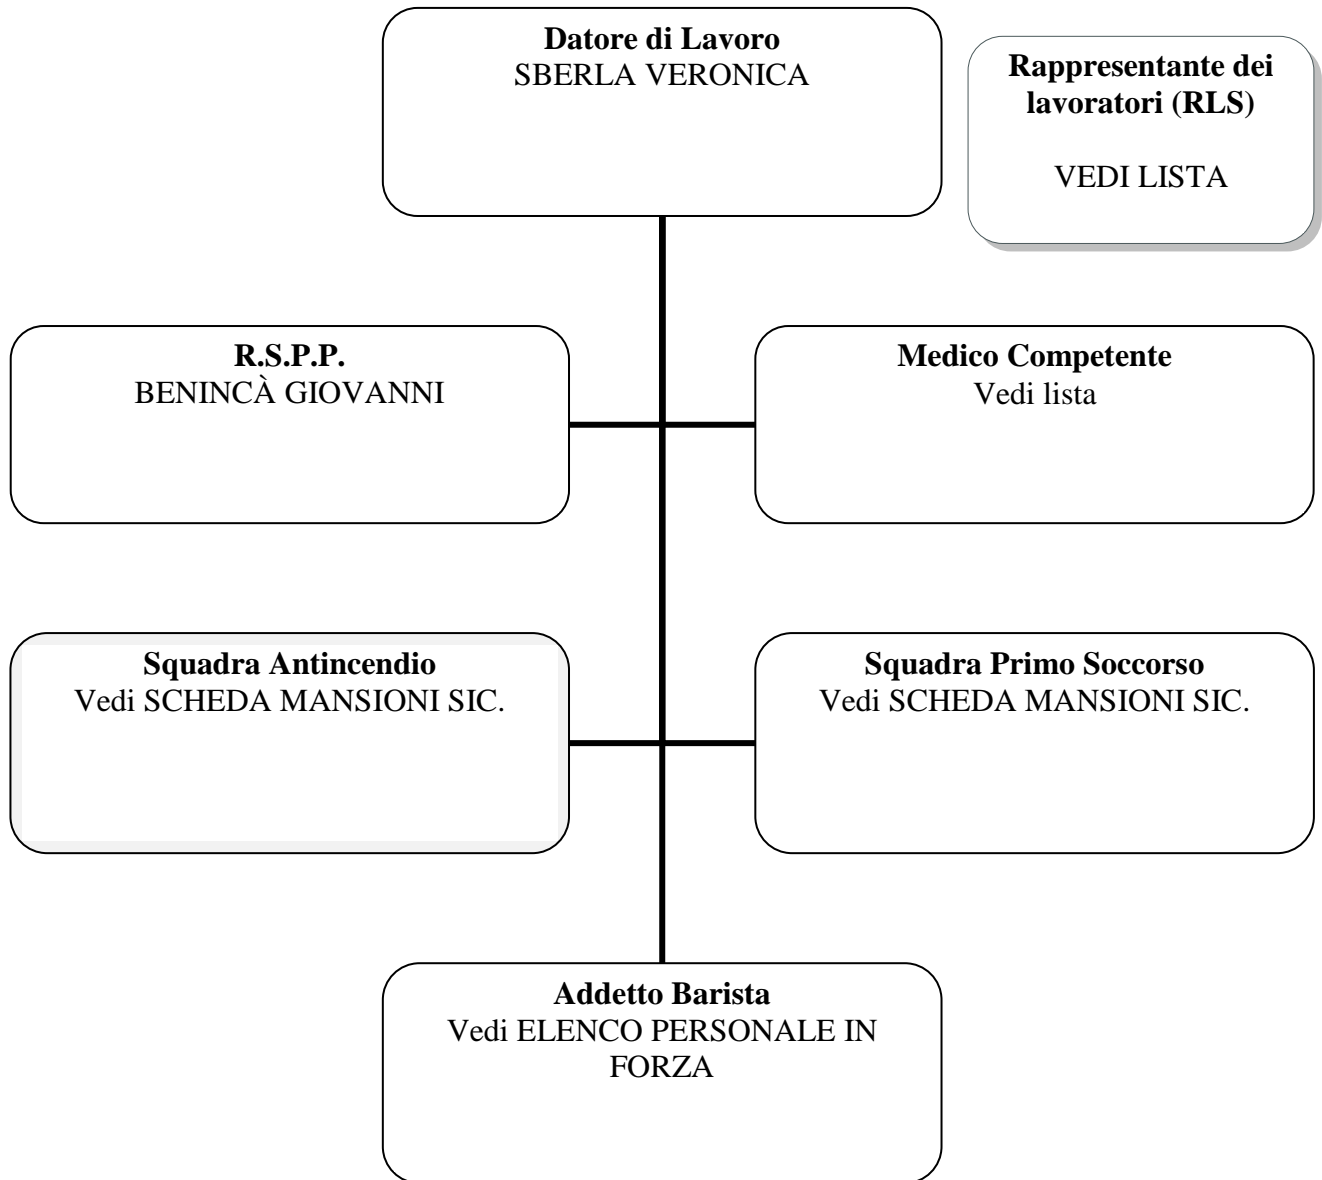 Datore di Lavoro
SBERLA VERONICA
Rappresentante dei
lavoratori (RLS)
VEDI LISTA
R.S.P.P.
BENINCÀ GIOVANNI
Medico Competente
Vedi lista
Squadra Antincendio
Vedi SCHEDA MANSIONI SIC.
Squadra Primo Soccorso
Vedi SCHEDA MANSIONI SIC.
Addetto Barista
Vedi ELENCO PERSONALE IN
FORZA